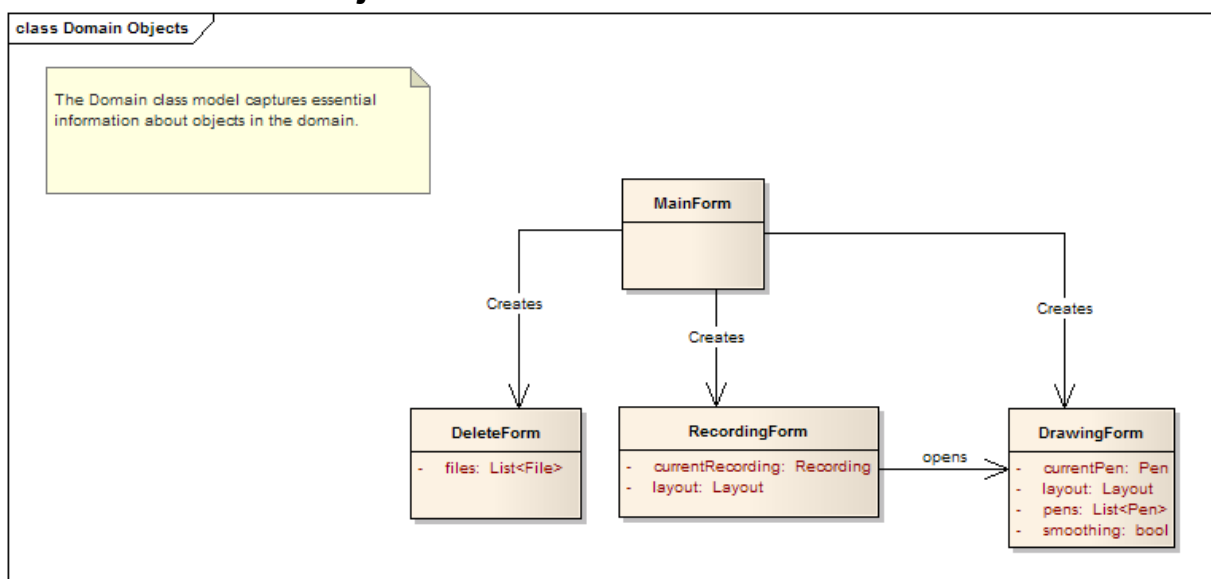 class Domain Objects
The Domain class model captures essential
information about objects in the domain.
MainForm
Creates
Creates
Creates
DeleteForm
- files: List<File>
RecordingForm
- currentRecording: Recording
- layout: Layout
opens
DrawingForm
- currentPen: Pen
- layout: Layout
- pens: List<Pen>
- smoothing: bool